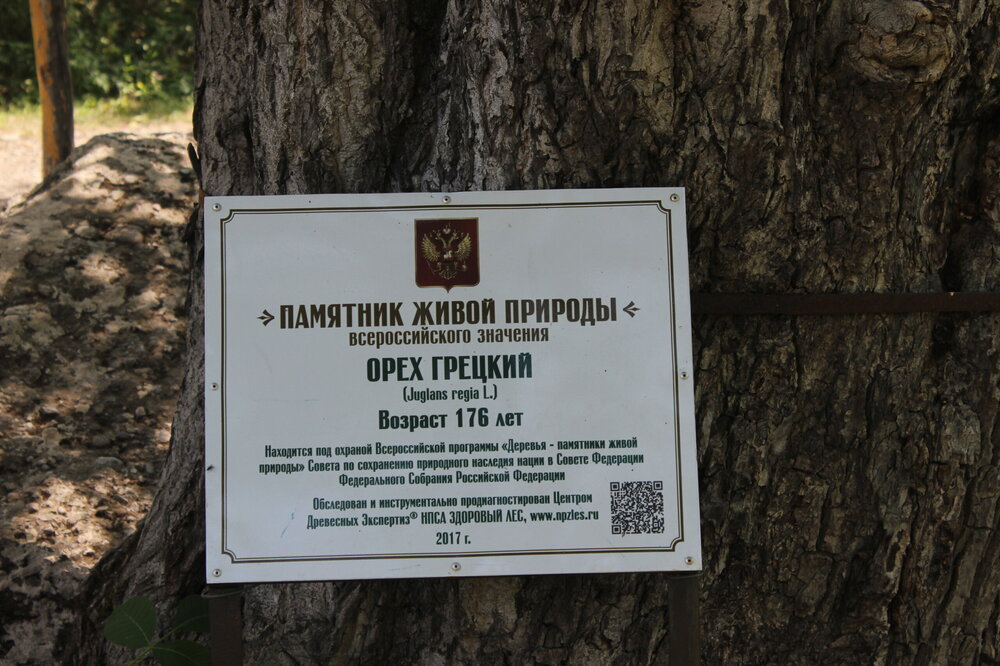 ПАМЯТНИК ЖИВОЙ ПРИРОДЫ
ВСЕРОССИЙСКОГО ЗНАЧЕНИЯ
ОРЕХ ГРЕЦКИЙ
(Juglans regia L.)
Возраст 176 лет
Находится под охраной Всероссийской программы «Деревья - памятники живой
природы» Совета по сохранению природного наследия нации в Совете Федерации
Федерального Собрания Российской Федерации
Обследован и инструментально продиагностирован Центром
Древесных Экспертиз® НПСА ЗДОРОВЫЙ ЛЕС, www.npzles.ru
2017 г.